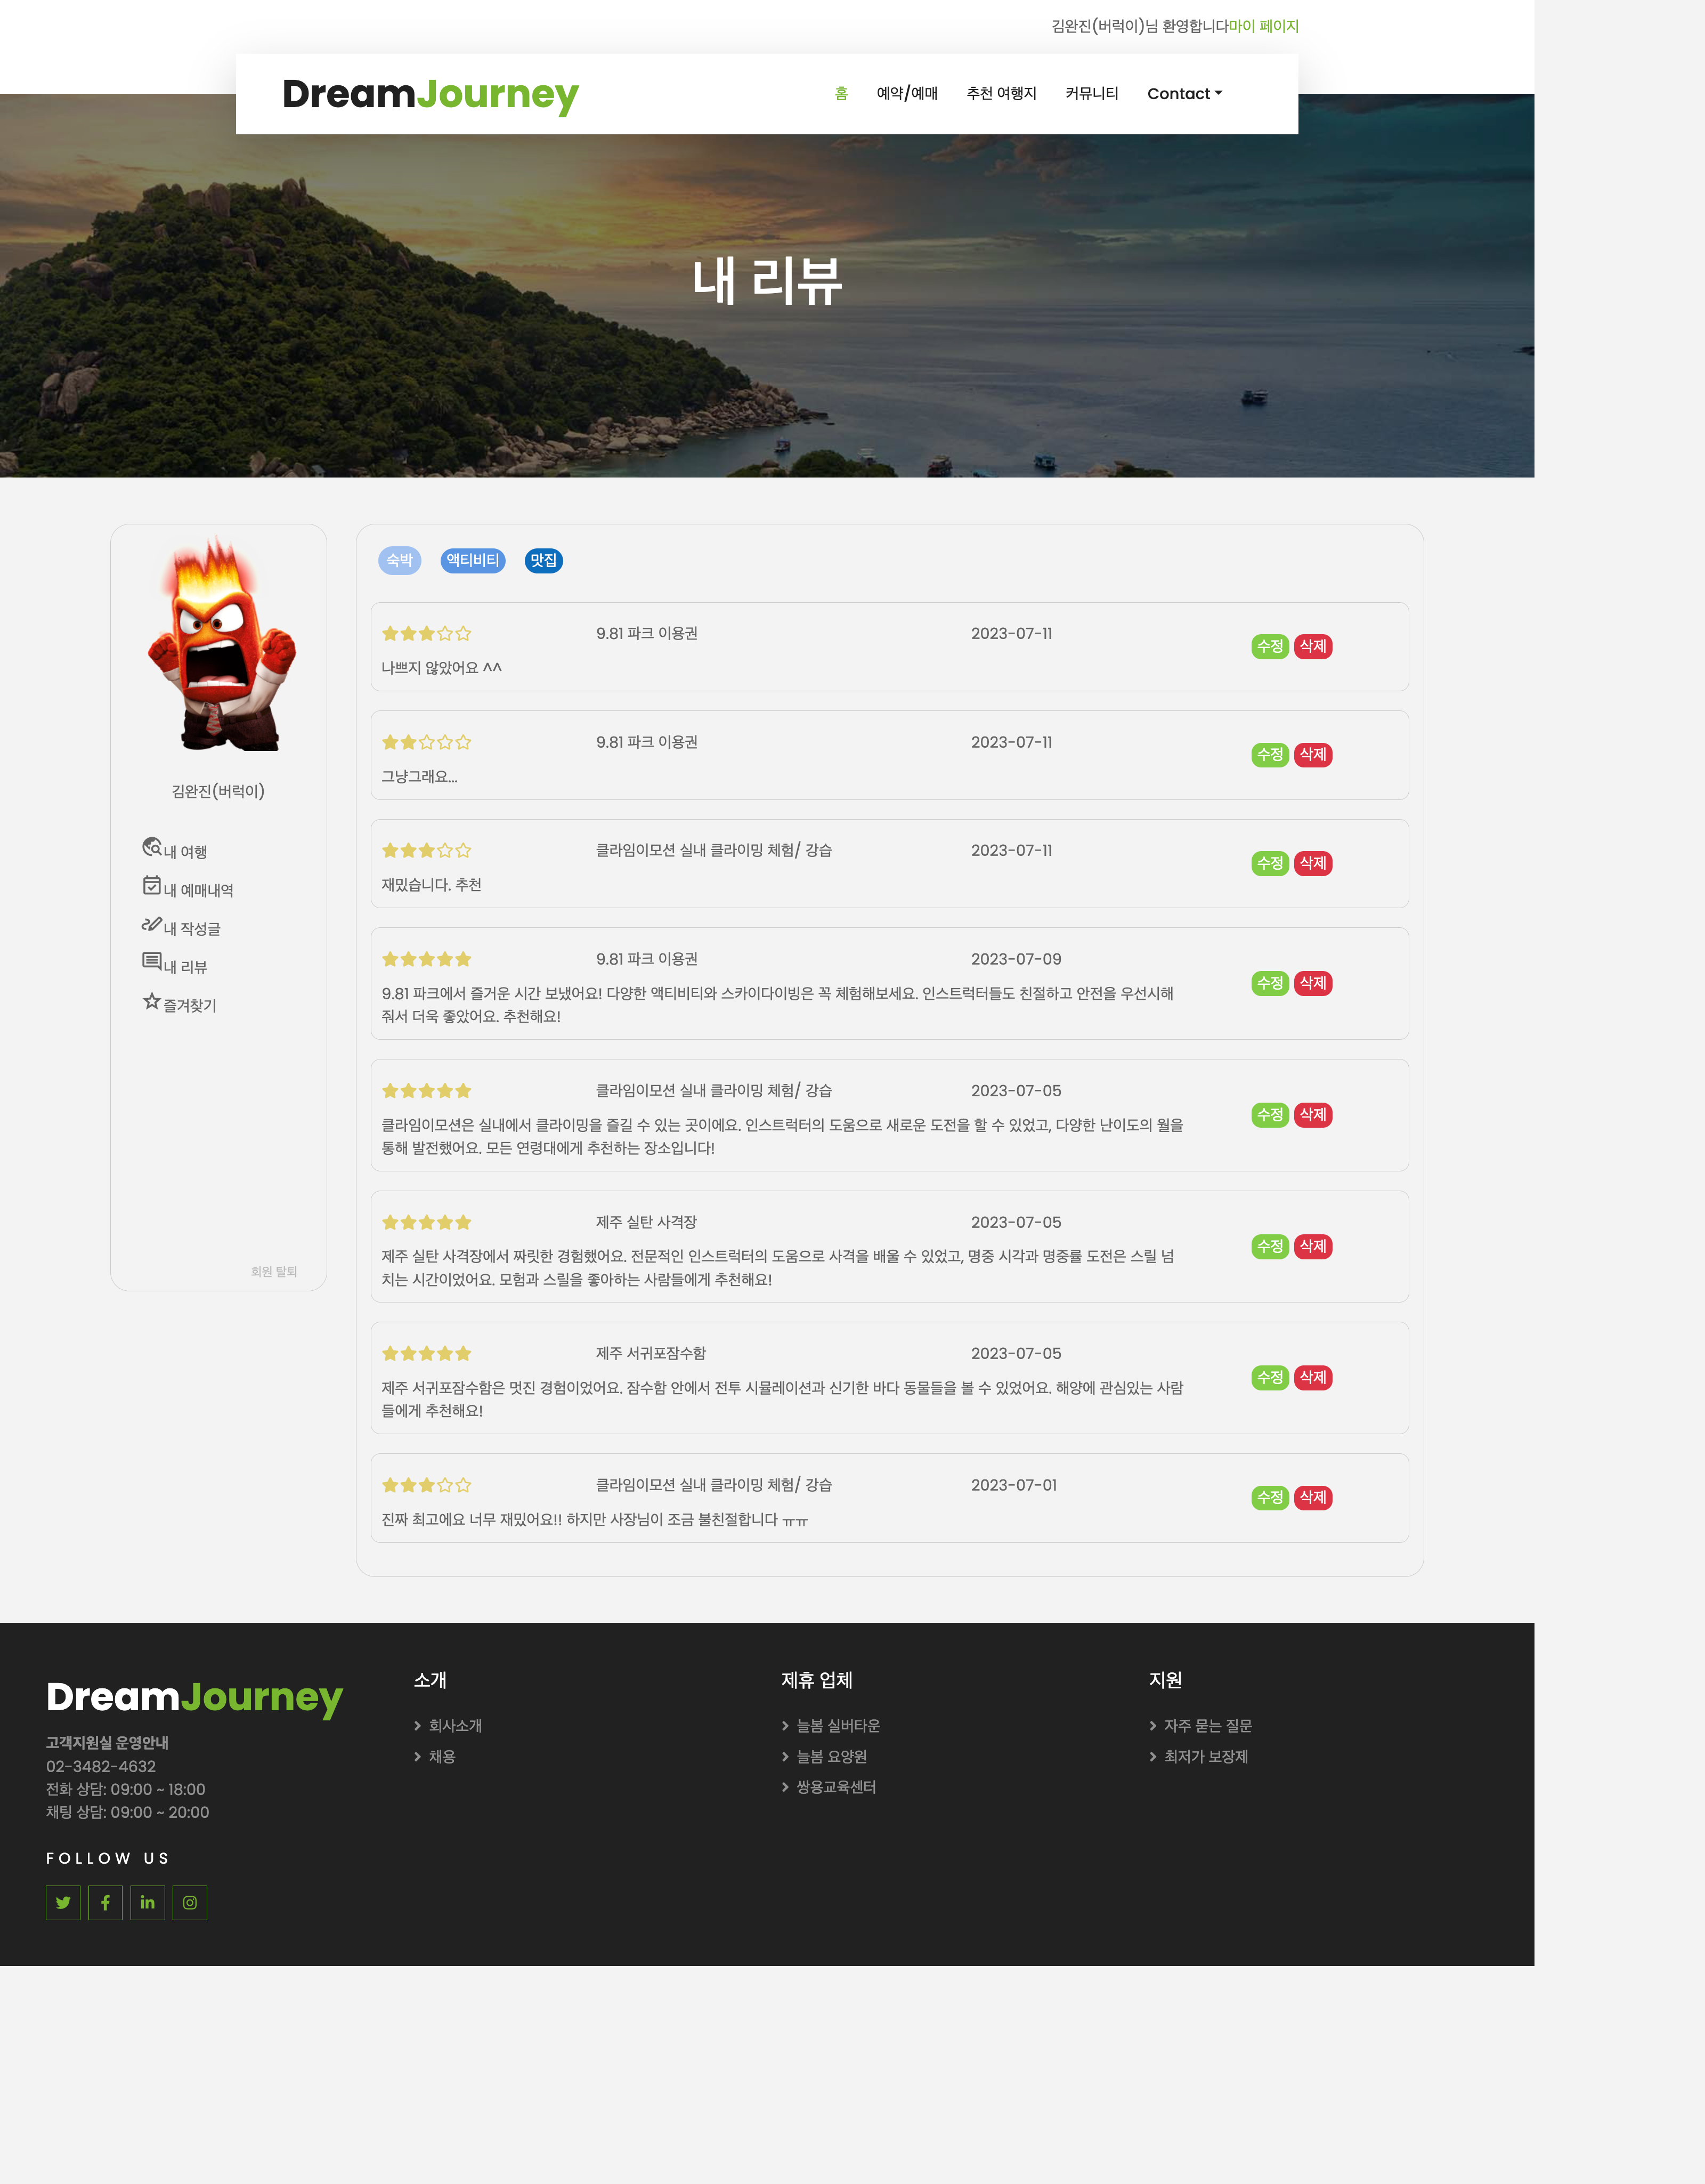 김완진(버럭이)님 환영합니다마이 페이지
DreamJourney
홈 예약/예매 추천 여행지 커뮤니티 Contact
내 리뷰
김완진(버럭이)
내 여행
내 예매내역
내 작성글
내 리뷰
즐겨찾기
회원 탈퇴
숙박 액티비티 맛집
9.81 파크 이용권 2023-07-11
나쁘지 않았어요 ^^
수정 삭제
9.81 파크 이용권 2023-07-11
그냥그래요...
수정 삭제
클라임이모션 실내 클라이밍 체험/ 강습 2023-07-11
재밌습니다. 추천
수정 삭제
9.81 파크 이용권 2023-07-09
9.81 파크에서 즐거운 시간 보냈어요! 다양한 액티비티와 스카이다이빙은 꼭 체험해보세요. 인스트럭터들도 친절하고 안전을 우선시해
줘서 더욱 좋았어요. 추천해요!
수정 삭제
클라임이모션 실내 클라이밍 체험/ 강습 2023-07-05
클라임이모션은 실내에서 클라이밍을 즐길 수 있는 곳이에요. 인스트럭터의 도움으로 새로운 도전을 할 수 있었고, 다양한 난이도의 월을
통해 발전했어요. 모든 연령대에게 추천하는 장소입니다!
수정 삭제
제주 실탄 사격장 2023-07-05
제주 실탄 사격장에서 짜릿한 경험했어요. 전문적인 인스트럭터의 도움으로 사격을 배울 수 있었고, 명중 시각과 명중률 도전은 스릴 넘
치는 시간이었어요. 모험과 스릴을 좋아하는 사람들에게 추천해요!
수정 삭제
제주 서귀포잠수함 2023-07-05
제주 서귀포잠수함은 멋진 경험이었어요. 잠수함 안에서 전투 시뮬레이션과 신기한 바다 동물들을 볼 수 있었어요. 해양에 관심있는 사람
들에게 추천해요!
수정 삭제
클라임이모션 실내 클라이밍 체험/ 강습 2023-07-01
진짜 최고에요 너무 재밌어요!! 하지만 사장님이 조금 불친절합니다 ㅠㅠ
수정 삭제
DreamJourney
고객지원실 운영안내
02-3482-4632
전화 상담: 09:00 ~ 18:00
채팅 상담: 09:00 ~ 20:00
FOLLOW US
소개
회사소개
채용
제휴 업체
늘봄 실버타운
늘봄 요양원
쌍용교육센터
지원
자주 묻는 질문
최저가 보장제